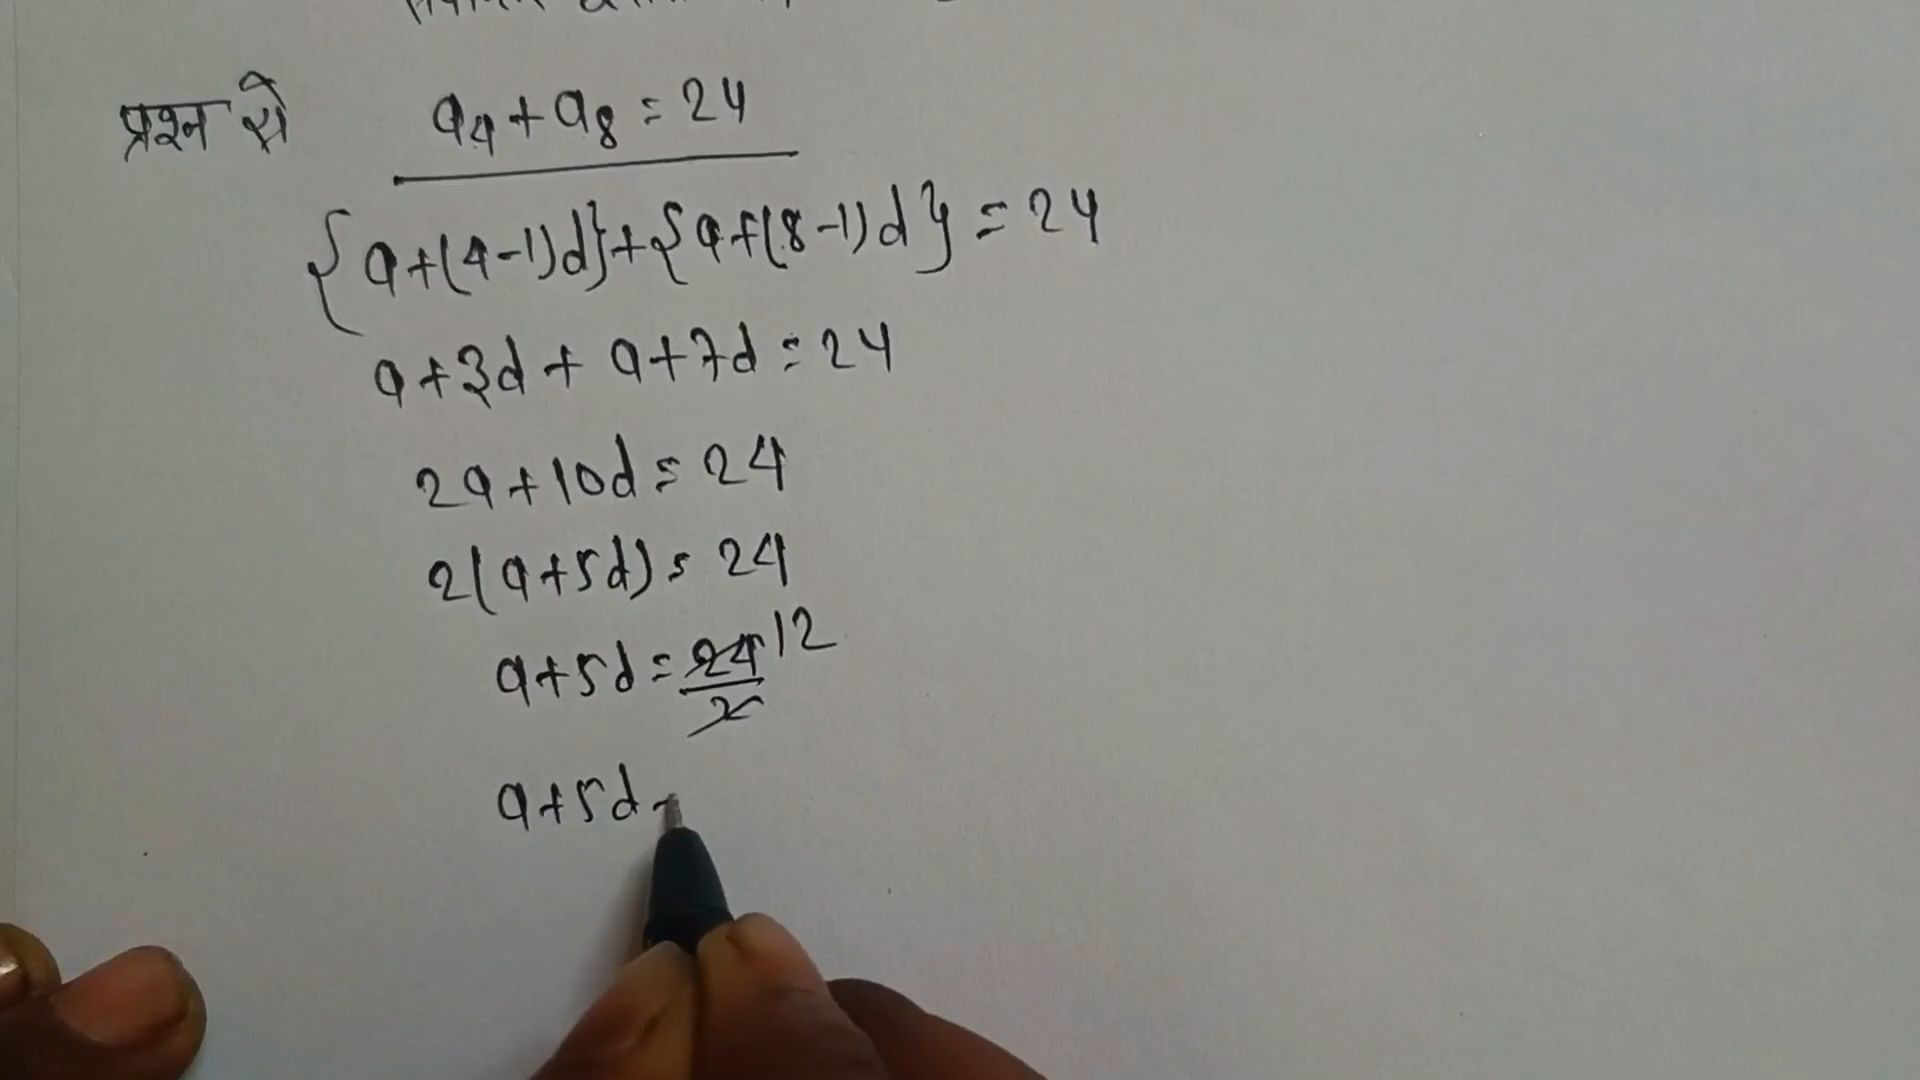 प्रश्न से a4 + a8 = 24
{a+(4-1)d}+{a+(8-1)d} = 24
a+3d + a+7d = 24
2a+10d = 24
2(a+5d) = 24
a+5d = 24/2 12
a+5d -